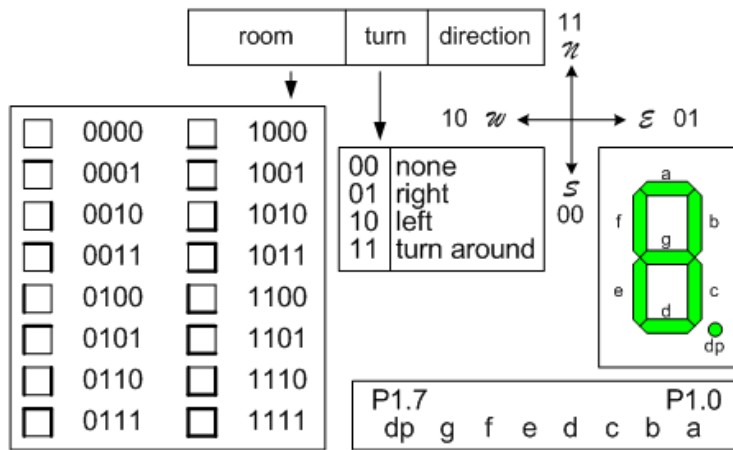 room turn direction
11
N
10 W E 01
S
00
0000 1000
0001 1001
0010 1010
0011 1011
0100 1100
0101 1101
0110 1110
0111 1111
00 none
01 right
10 left
11 turn around
a
f b
g
e c
d
dp
P1.7 P1.0
dp g f e d c b a